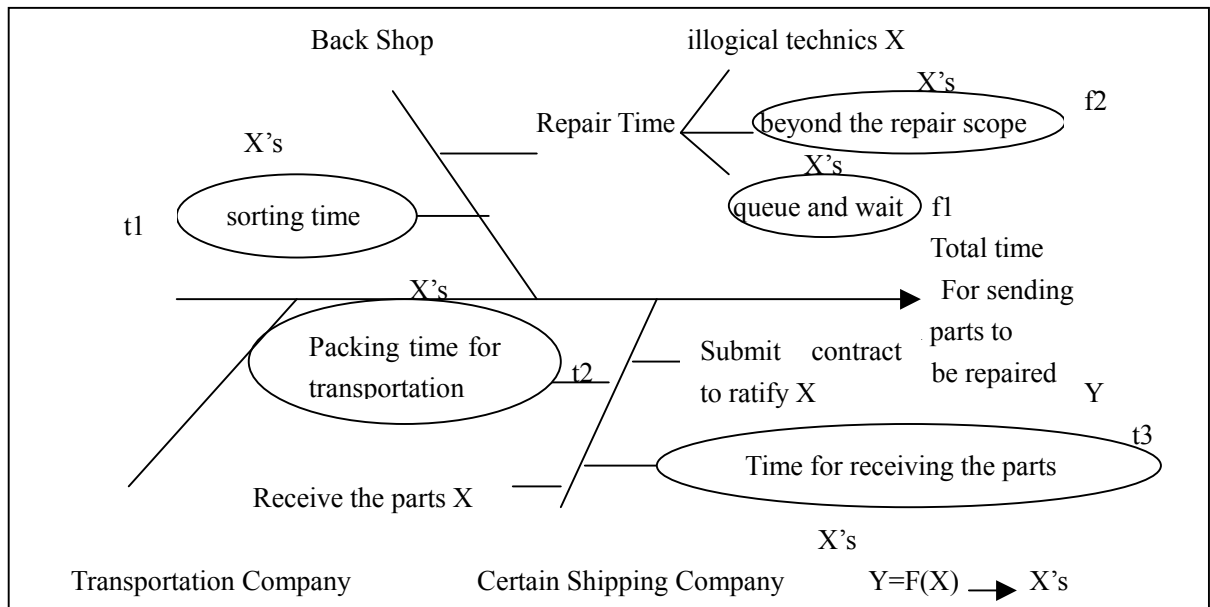 Back Shop
illogical technics X
X’s
f2
Repair Time
beyond the repair scope
X’s
X’s
t1
sorting time
queue and wait
f1
Total time
For sending
parts to
be repaired
Y
X’s
Packing time for
transportation
t2
Submit contract
to ratify X
t3
Time for receiving the parts
Receive the parts X
X’s
Transportation Company
Certain Shipping Company
Y=F(X)
X’s